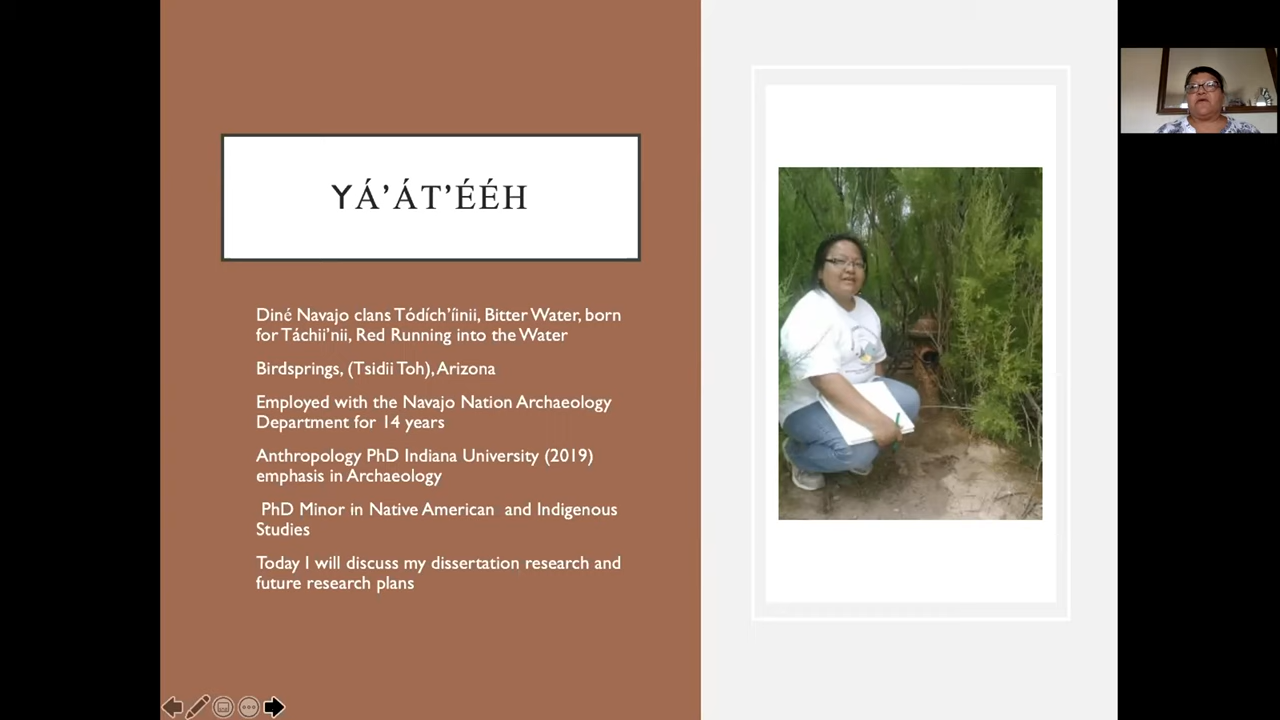 YÁ’ÁT’ÉÉH
Diné Navajo clans Tódích’íinii, Bitter Water, born
for Táchii’nii, Red Running into the Water
Birdsprings, (Tsidii Toh), Arizona
Employed with the Navajo Nation Archaeology
Department for 14 years
Anthropology PhD Indiana University (2019)
emphasis in Archaeology
PhD Minor in Native American and Indigenous
Studies
Today I will discuss my dissertation research and
future research plans